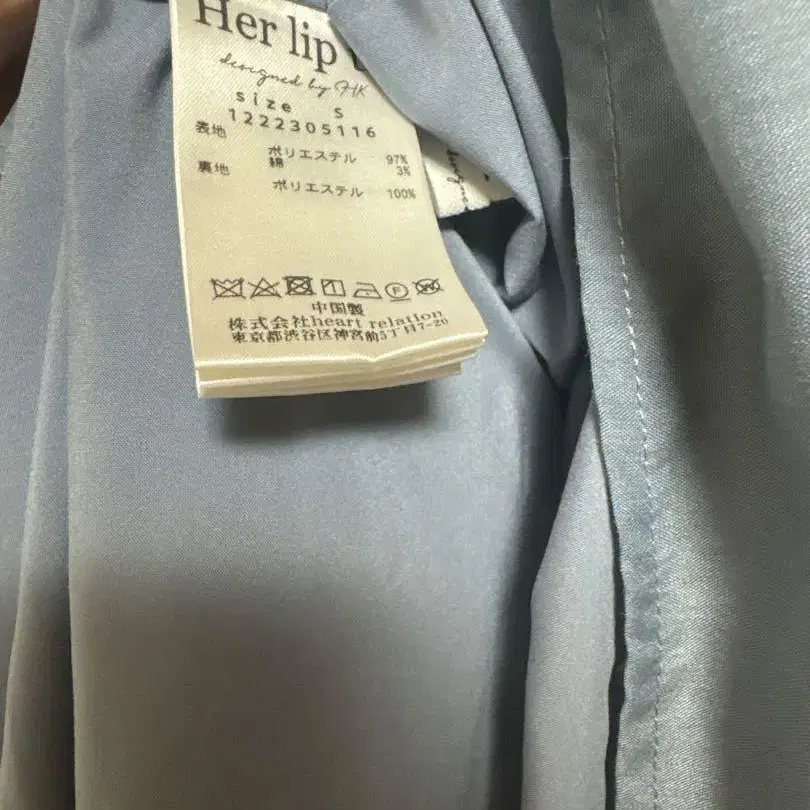 Her lip
designed by HK
size S
1222305116
表地
ポリエステル 97%
綿 3%
裏地
ポリエステル 100%
中国製
株式会社heart relation
東京都渋谷区神宮前5丁目7-20